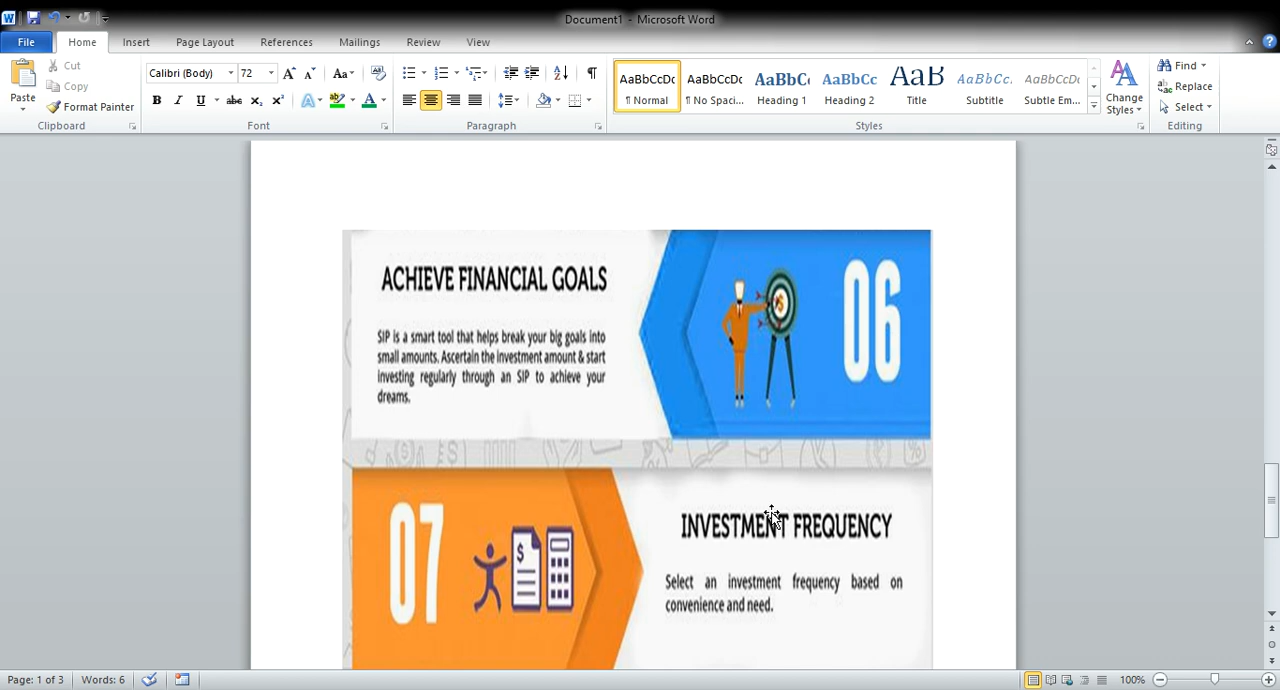 Document1 - Microsoft Word
File Home Insert Page Layout References Mailings Review View
Paste
Cut
Copy
Format Painter
Clipboard
Calibri (Body) 72
Font
Paragraph
AaBbCcDc AaBbCcDc AaBbC AaBbCc AaB AaBbCc. AaBbCcDc
¶ Normal ¶ No Spaci... Heading 1 Heading 2 Title Subtitle Subtle Em...
Styles
Change
Styles
Find
Replace
Select
Editing
ACHIEVE FINANCIAL GOALS
SIP is a smart tool that helps break your big goals into
small amounts. Ascertain the investment amount & start
investing regularly through an SIP to achieve your
dreams.
06
07
INVESTMENT FREQUENCY
Select an investment frequency based on
convenience and need.
Page: 1 of 3 Words: 6 100%